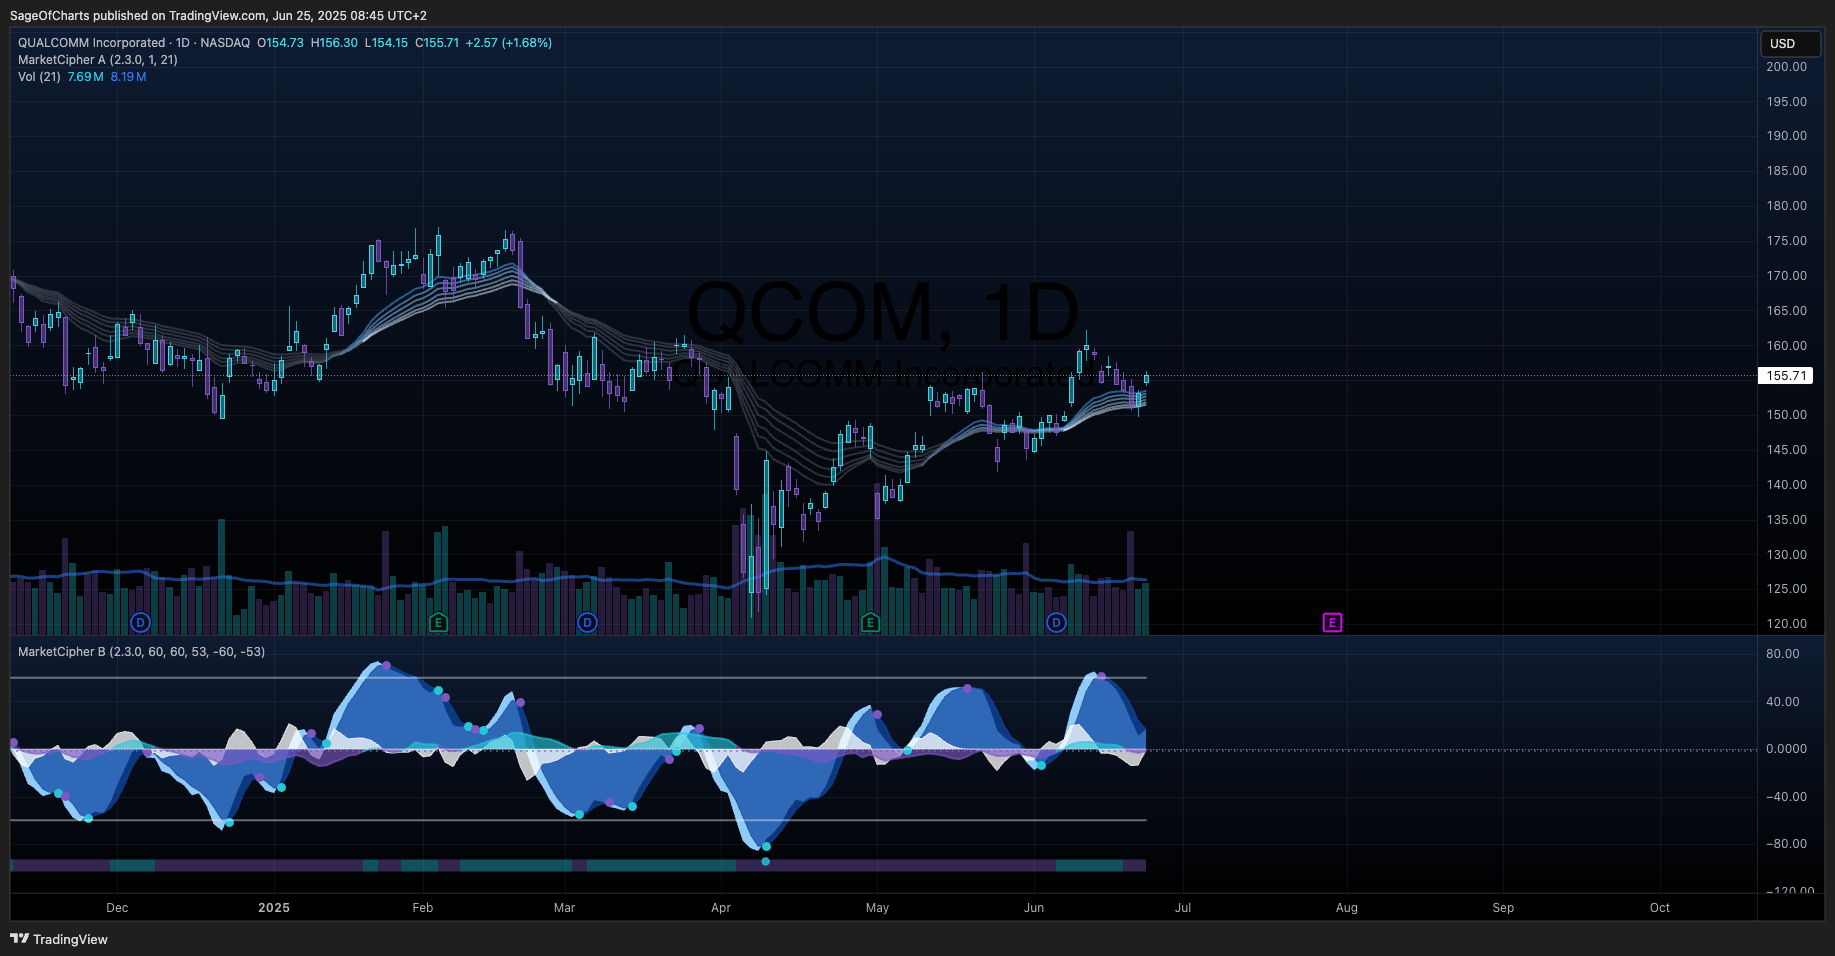 SageOfCharts published on TradingView.com, Jun 25, 2025 08:45 UTC+2
QUALCOMM Incorporated · 1D · NASDAQ O154.73 H156.30 L154.15 C155.71 +2.57 (+1.68%)
MarketCipher A (2.3.0, 1, 21)
Vol (21) 7.69M 8.19M
USD
200.00
195.00
190.00
185.00
180.00
175.00
170.00
165.00
160.00
155.71
150.00
145.00
140.00
135.00
130.00
125.00
120.00
QCOM, 1D
QUALCOMM Incorporated
D E D E D E
MarketCipher B (2.3.0, 60, 60, 53, -60, -53)
80.00
40.00
0.0000
−40.00
−80.00
−120.00
Dec 2025 Feb Mar Apr May Jun Jul Aug Sep Oct
TradingView